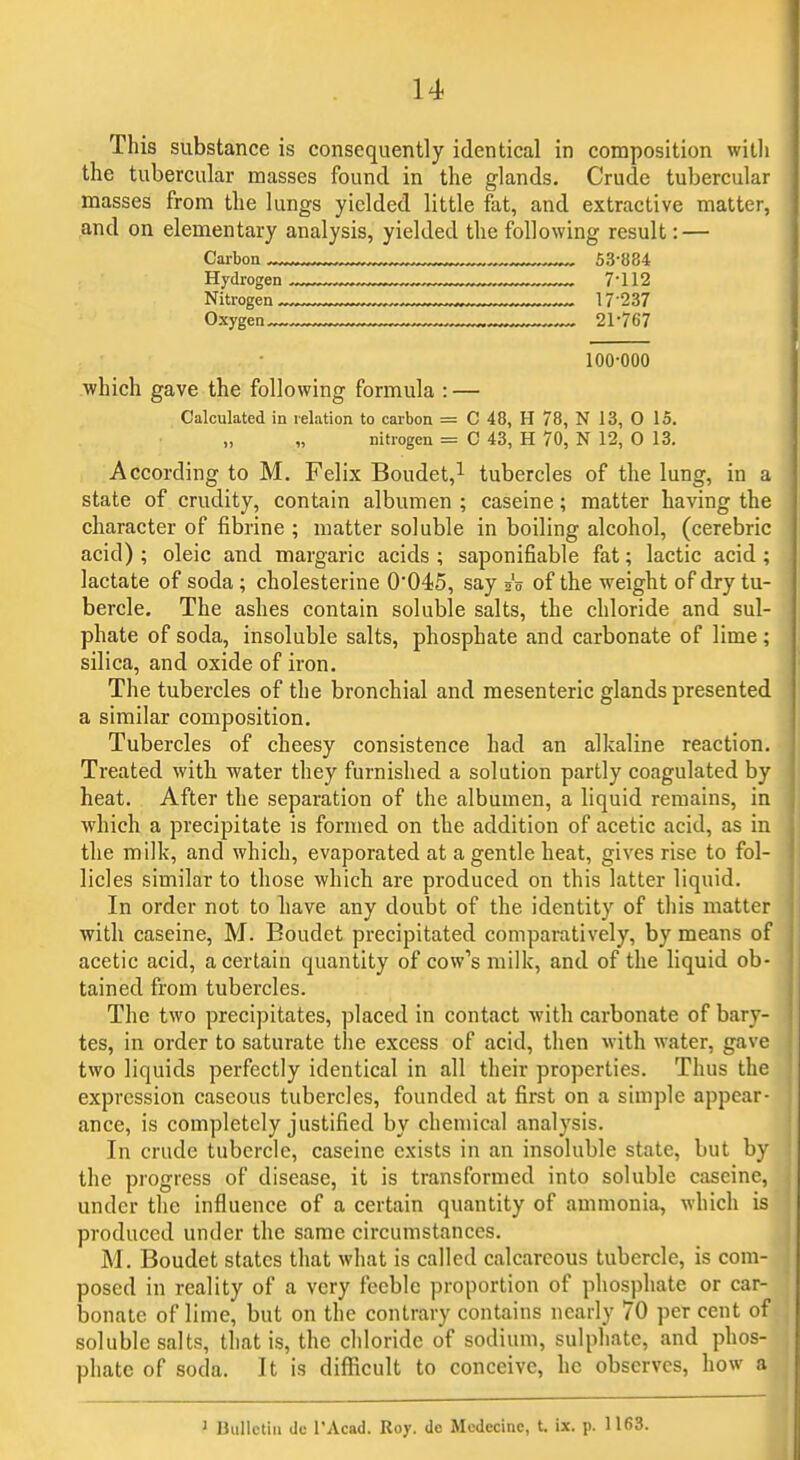 14
This substance is consequently identical in composition with
the tubercular masses found in the glands. Crude tubercular
masses from the lungs yielded little fat, and extractive matter,
and on elementary analysis, yielded the following result: —
Carbon 53·884
Hydrogen 7·112
Nitrogen 17·237
Oxygen 21·767
100·000
which gave the following formula : —
Calculated in relation to carbon = C 48, H 78, N 13, O 15.
„ „ nitrogen = C 43, H 70, N 12, O 13.
According to M. Felix Boudet,¹ tubercles of the lung, in a
state of crudity, contain albumen ; caseine ; matter having the
character of fibrine ; matter soluble in boiling alcohol, (cerebric
acid) ; oleic and margaric acids ; saponifiable fat ; lactic acid ;
lactate of soda ; cholesterine 0·045, say 1/20 of the weight of dry tu-
bercle. The ashes contain soluble salts, the chloride and sul-
phate of soda, insoluble salts, phosphate and carbonate of lime ;
silica, and oxide of iron.
The tubercles of the bronchial and mesenteric glands presented
a similar composition.
Tubercles of cheesy consistence had an alkaline reaction.
Treated with water they furnished a solution partly coagulated by
heat. After the separation of the albumen, a liquid remains, in
which a precipitate is formed on the addition of acetic acid, as in
the milk, and which, evaporated at a gentle heat, gives rise to fol-
licles similar to those which are produced on this latter liquid.
In order not to have any doubt of the identity of this matter
with caseine, M. Boudet precipitated comparatively, by means of
acetic acid, a certain quantity of cow's milk, and of the liquid ob-
tained from tubercles.
The two precipitates, placed in contact with carbonate of bary-
tes, in order to saturate the excess of acid, then with water, gave
two liquids perfectly identical in all their properties. Thus the
expression caseous tubercles, founded at first on a simple appear-
ance, is completely justified by chemical analysis.
In crude tubercle, caseine exists in an insoluble state, but by
the progress of disease, it is transformed into soluble caseine,
under the influence of a certain quantity of ammonia, which is
produced under the same circumstances.
M. Boudet states that what is called calcareous tubercle, is com-
posed in reality of a very feeble proportion of phosphate or car-
bonate of lime, but on the contrary contains nearly 70 per cent of
soluble salts, that is, the chloride of sodium, sulphate, and phos-
phate of soda. It is difficult to conceive, he observes, how a
¹ Bulletin de l'Acad. Roy. de Medecine, t. ix. p. 1163.